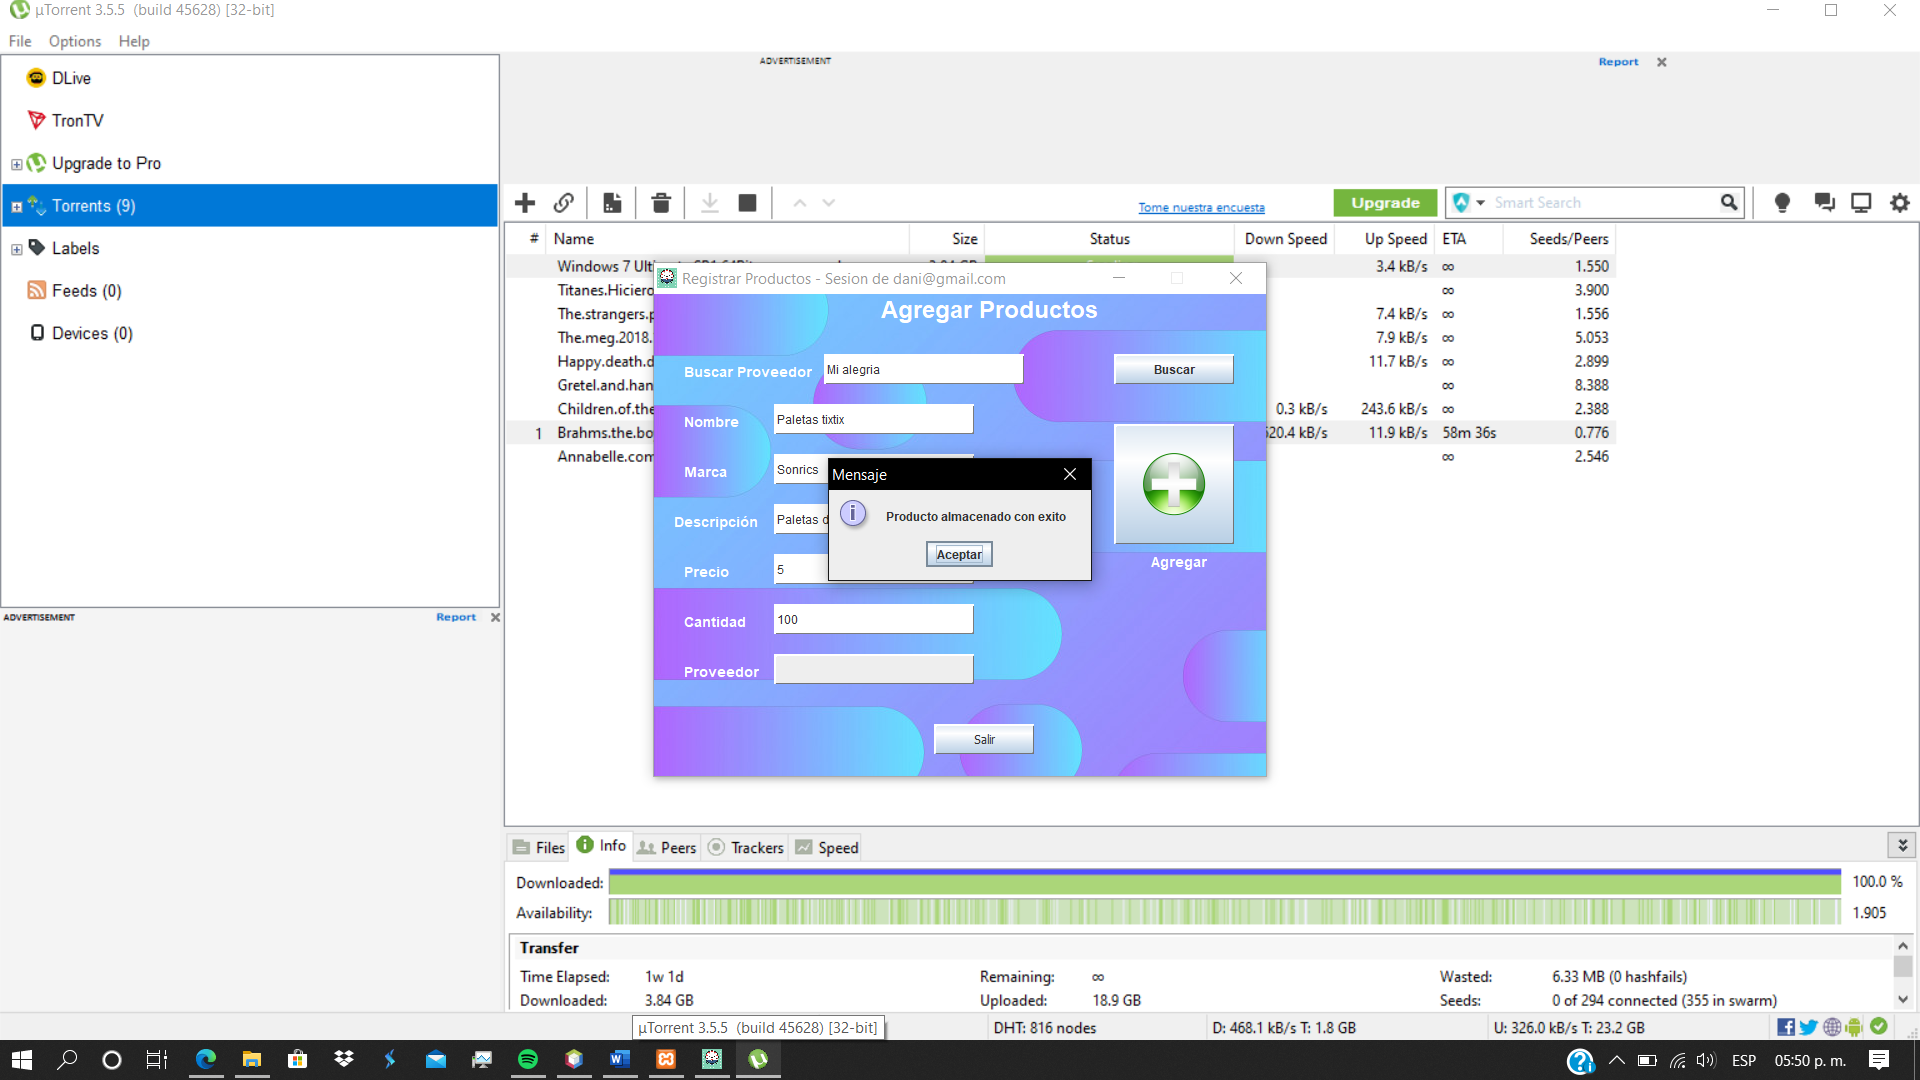 µTorrent 3.5.5 (build 45628) [32-bit]
File Options Help
DLive
TronTV
Upgrade to Pro
Torrents (9)
Labels
Feeds (0)
Devices (0)
ADVERTISEMENT Report
ADVERTISEMENT Report
Tome nuestra encuesta Upgrade Smart Search
# Name Size Status Down Speed Up Speed ETA Seeds/Peers
Windows 7 3.4 kB/s ∞ 1.550
Titanes.Hiciero ∞ 3.900
The.strangers.p 7.4 kB/s ∞ 1.556
The.meg.2018. 7.9 kB/s ∞ 5.053
Happy.death.d 11.7 kB/s ∞ 2.899
Gretel.and.han ∞ 8.388
Children.of.the 0.3 kB/s 243.6 kB/s ∞ 2.388
1 Brahms.the.bo 520.4 kB/s 11.9 kB/s 58m 36s 0.776
Annabelle.com ∞ 2.546
Registrar Productos - Sesion de dani@gmail.com
Agregar Productos
Buscar Proveedor Mi alegria Buscar
Nombre Paletas tixtix
Marca Sonrics
Descripción Paletas d
Precio 5
Cantidad 100
Proveedor
Agregar
Salir
Mensaje
Producto almacenado con exito
Aceptar
Files Info Peers Trackers Speed
Downloaded: 100.0 %
Availability: 1.905
Transfer
Time Elapsed: 1w 1d Remaining: ∞ Wasted: 6.33 MB (0 hashfails)
Downloaded: 3.84 GB Uploaded: 18.9 GB Seeds: 0 of 294 connected (355 in swarm)
µTorrent 3.5.5 (build 45628) [32-bit]
DHT: 816 nodes D: 468.1 kB/s T: 1.8 GB U: 326.0 kB/s T: 23.2 GB
ESP 05:50 p. m.